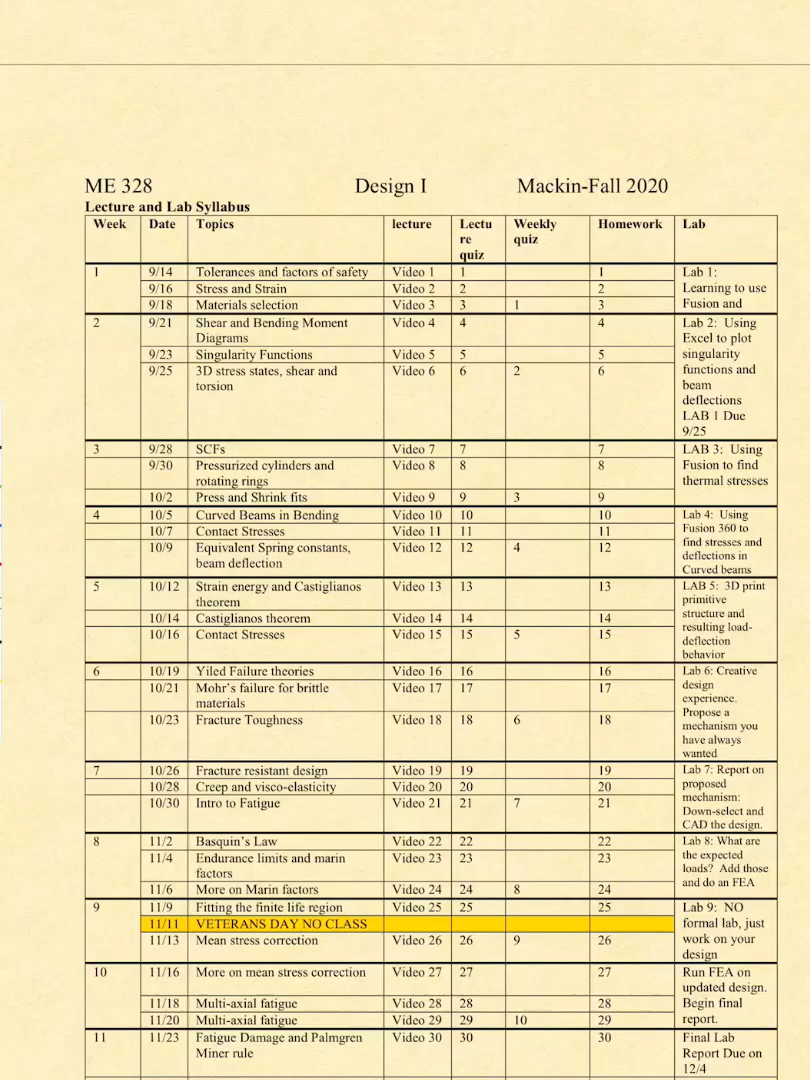 ME 328 Design I Mackin-Fall 2020
Lecture and Lab Syllabus
Week Date Topics lecture Lectu re quiz Weekly quiz Homework Lab
1 9/14 Tolerances and factors of safety Video 1 1 1 Lab 1:
9/16 Stress and Strain Video 2 2 2 Learning to use
9/18 Materials selection Video 3 3 1 3 Fusion and
2 9/21 Shear and Bending Moment Video 4 4 4 Lab 2: Using
Diagrams Excel to plot
9/23 Singularity Functions Video 5 5 5 singularity
9/25 3D stress states, shear and Video 6 6 2 6 functions and
torsion beam
deflections
LAB 1 Due
9/25
3 9/28 SCFs Video 7 7 7 LAB 3: Using
9/30 Pressurized cylinders and Video 8 8 8 Fusion to find
rotating rings thermal stresses
10/2 Press and Shrink fits Video 9 9 3 9
4 10/5 Curved Beams in Bending Video 10 10 10 Lab 4: Using
10/7 Contact Stresses Video 11 11 11 Fusion 360 to
10/9 Equivalent Spring constants, Video 12 12 4 12 find stresses and
beam deflection deflections in
Curved beams
5 10/12 Strain energy and Castiglianos Video 13 13 13 LAB 5: 3D print
theorem primitive
10/14 Castiglianos theorem Video 14 14 14 structure and
10/16 Contact Stresses Video 15 15 5 15 resulting load-
deflection
behavior
6 10/19 Yiled Failure theories Video 16 16 16 Lab 6: Creative
10/21 Mohr's failure for brittle Video 17 17 17 design
materials experience.
10/23 Fracture Toughness Video 18 18 6 18 Propose a
mechanism you
have always
wanted
7 10/26 Fracture resistant design Video 19 19 19 Lab 7: Report on
10/28 Creep and visco-elasticity Video 20 20 20 proposed
10/30 Intro to Fatigue Video 21 21 7 21 mechanism:
Down-select and
CAD the design.
8 11/2 Basquin's Law Video 22 22 22 Lab 8: What are
11/4 Endurance limits and marin Video 23 23 23 the expected
factors loads? Add those
11/6 More on Marin factors Video 24 24 8 24 and do an FEA
9 11/9 Fitting the finite life region Video 25 25 25 Lab 9: NO
11/11 VETERANS DAY NO CLASS formal lab, just
11/13 Mean stress correction Video 26 26 9 26 work on your
design
10 11/16 More on mean stress correction Video 27 27 27 Run FEA on
updated design.
11/18 Multi-axial fatigue Video 28 28 28 Begin final
11/20 Multi-axial fatigue Video 29 29 10 29 report.
11 11/23 Fatigue Damage and Palmgren Video 30 30 30 Final Lab
Miner rule Report Due on
12/4